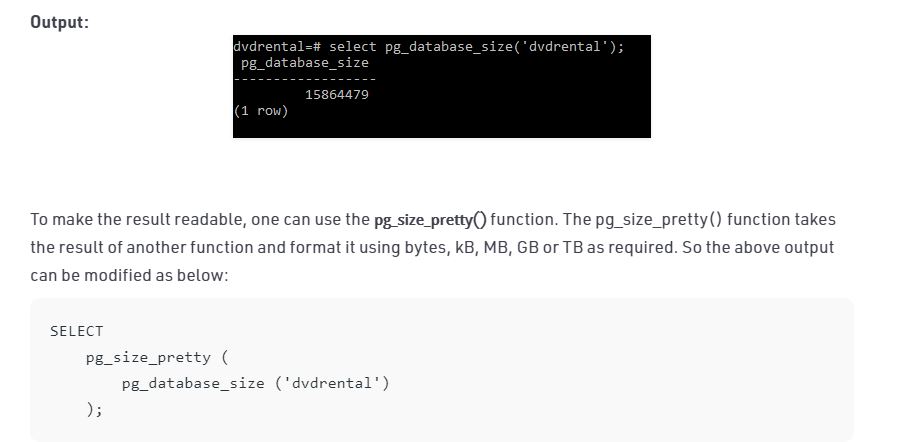 Output:
dvdrental=# select pg_database_size('dvdrental');
pg_database_size
------------------
15864479
(1 row)
To make the result readable, one can use the pg_size_pretty() function. The pg_size_pretty() function takes
the result of another function and format it using bytes, kB, MB, GB or TB as required. So the above output
can be modified as below:
SELECT
pg_size_pretty (
pg_database_size ('dvdrental')
);